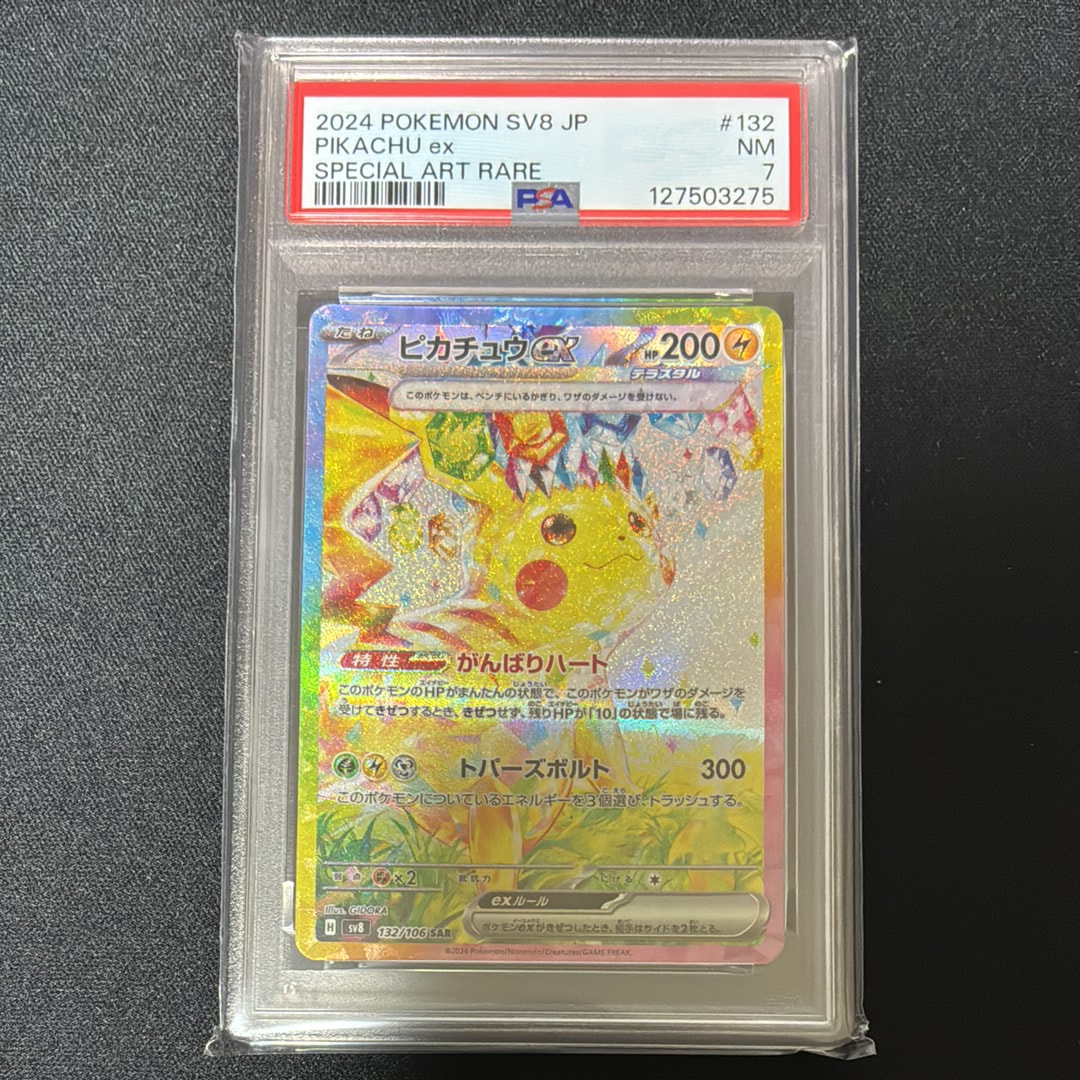 2024 POKEMON SV8 JP #132
PIKACHU ex NM
SPECIAL ART RARE 7
PSA 127503275
たね ピカチュウex HP200
テラスタル
このポケモンは、ベンチにいるかぎり、ワザのダメージを受けない。
特性 がんばりハート
このポケモンのHPがまんたんの状態で、このポケモンがワザのダメージを
受けてきぜつするとき、きぜつせず、残りHPが「10」の状態で場に残る。
トパーズボルト 300
このポケモンについているエネルギーを3個選び、トラッシュする。
弱点 ×2 抵抗力 にげる
Illus. GIDORA
exルール
ポケモンexがきぜつしたとき、相手はサイドを2枚とる。
H sv8 132/106 SAR
©2024 Pokémon/Nintendo/Creatures/GAME FREAK.